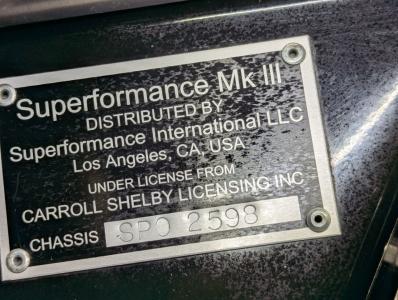 Superformance Mk III
DISTRIBUTED BY
Superformance International LLC
Los Angeles, CA, USA
UNDER LICENSE FROM
CARROLL SHELBY LICENSING INC
CHASSIS SPO 2598